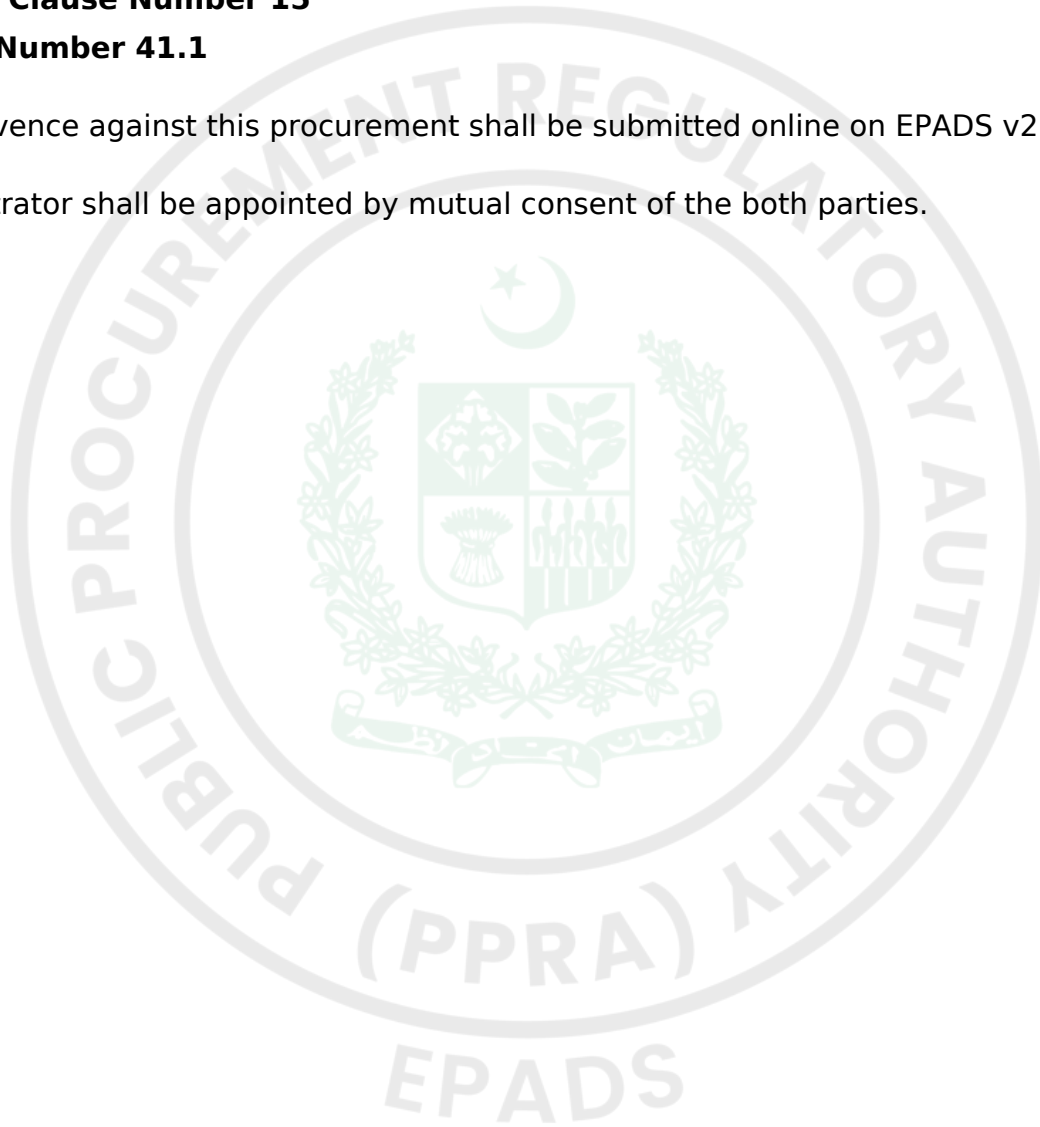 Clause Number 15
Number 41.1
vence against this procurement shall be submitted online on EPADS v2
trator shall be appointed by mutual consent of the both parties.
PUBLIC PROCUREMENT REGULATORY AUTHORITY
(PPRA)
EPADS